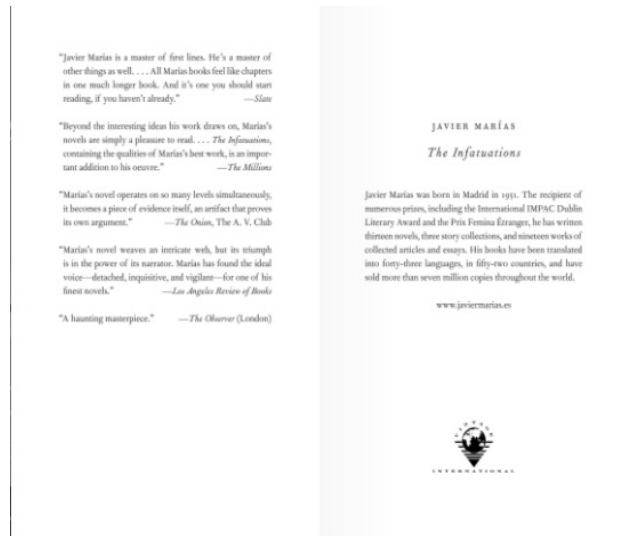 "Javier Marías is a master of first lines. He's a master of
other things as well. . . . All Marías books feel like chapters
in one much longer book. And it's one you should start
reading, if you haven't already." —Slate
"Beyond the interesting ideas his work draws on, Marías's
novels are simply a pleasure to read. . . . The Infatuations,
containing the qualities of Marías's best work, is an impor-
tant addition to his oeuvre." —The Millions
"Marías's novel operates on so many levels simultaneously,
it becomes a piece of evidence itself, an artifact that proves
its own argument." —The Onion, The A. V. Club
"Marías's novel weaves an intricate web, but its triumph
is in the power of its narrator. Marías has found the ideal
voice—detached, inquisitive, and vigilant—for one of his
finest novels." —Los Angeles Review of Books
"A haunting masterpiece." —The Observer (London)
JAVIER MARÍAS
The Infatuations
Javier Marías was born in Madrid in 1951. The recipient of
numerous prizes, including the International IMPAC Dublin
Literary Award and the Prix Femina Étranger, he has written
thirteen novels, three story collections, and nineteen works of
collected articles and essays. His books have been translated
into forty-three languages, in fifty-two countries, and have
sold more than seven million copies throughout the world.
www.javiermarias.es
VINTAGE
INTERNATIONAL